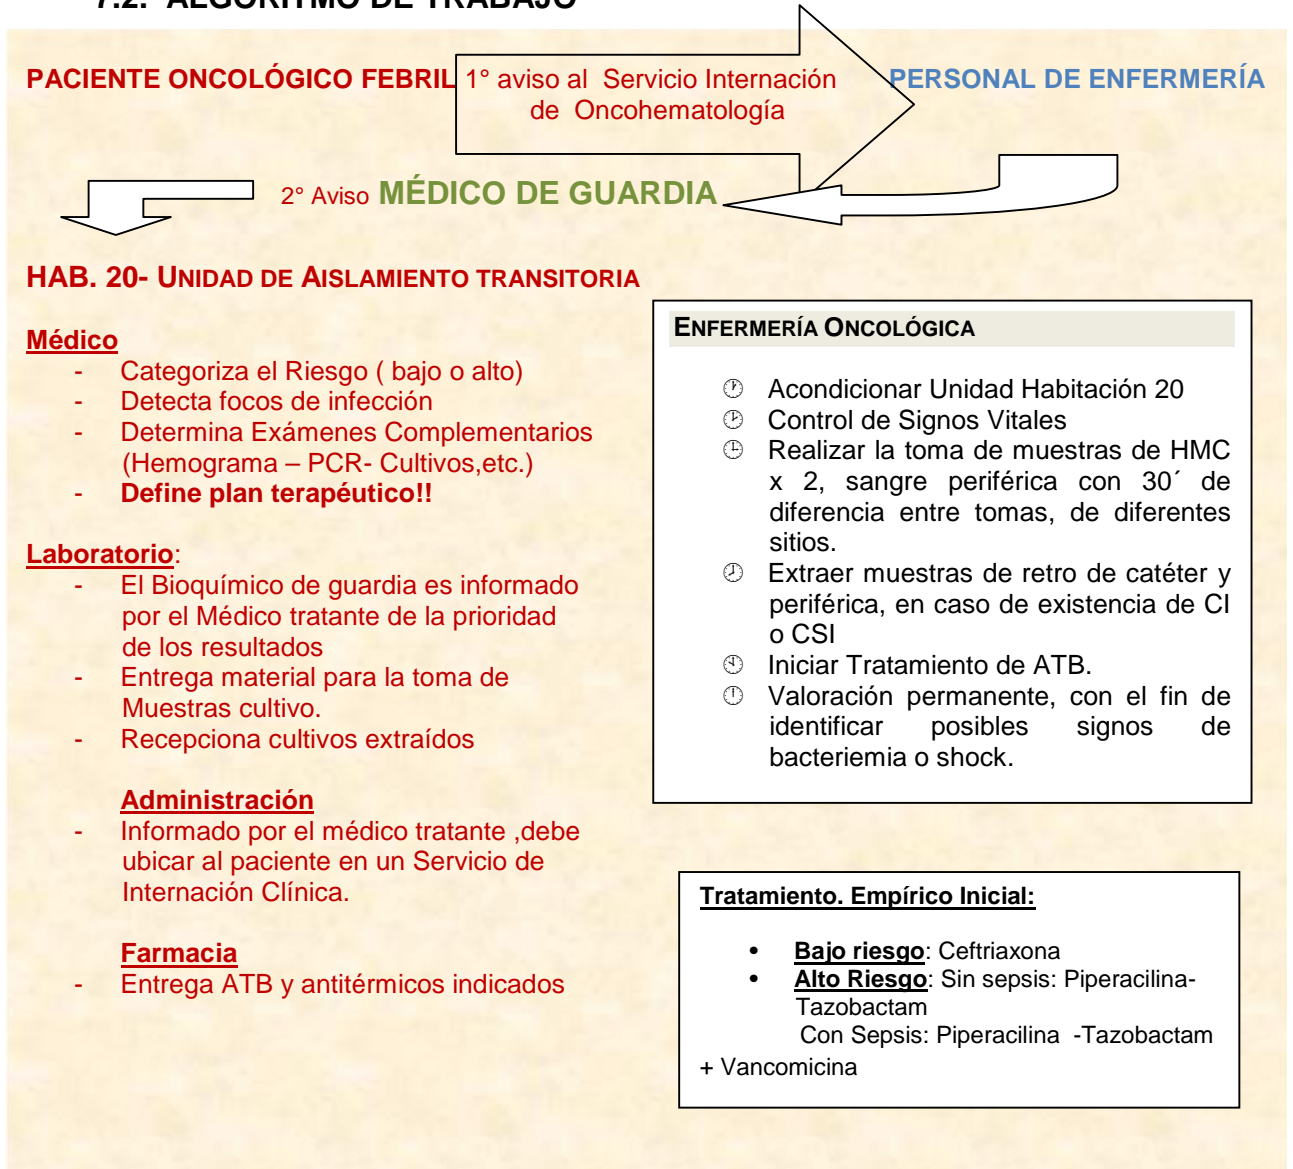 7.2. ALGORITMO DE TRABAJO
PACIENTE ONCOLÓGICO FEBRIL 1° aviso al Servicio Internación PERSONAL DE ENFERMERÍA
de Oncohematología
2° Aviso MÉDICO DE GUARDIA
HAB. 20- UNIDAD DE AISLAMIENTO TRANSITORIA
Médico
- Categoriza el Riesgo ( bajo o alto)
- Detecta focos de infección
- Determina Exámenes Complementarios
(Hemograma – PCR- Cultivos,etc.)
- Define plan terapéutico!!
Laboratorio:
- El Bioquímico de guardia es informado
por el Médico tratante de la prioridad
de los resultados
- Entrega material para la toma de
Muestras cultivo.
- Recepciona cultivos extraídos
Administración
- Informado por el médico tratante ,debe
ubicar al paciente en un Servicio de
Internación Clínica.
Farmacia
- Entrega ATB y antitérmicos indicados
ENFERMERÍA ONCOLÓGICA
🕐 Acondicionar Unidad Habitación 20
🕑 Control de Signos Vitales
🕒 Realizar la toma de muestras de HMC
x 2, sangre periférica con 30´ de
diferencia entre tomas, de diferentes
sitios.
🕗 Extraer muestras de retro de catéter y
periférica, en caso de existencia de CI
o CSI
🕙 Iniciar Tratamiento de ATB.
🕛 Valoración permanente, con el fin de
identificar posibles signos de
bacteriemia o shock.
Tratamiento. Empírico Inicial:
• Bajo riesgo: Ceftriaxona
• Alto Riesgo: Sin sepsis: Piperacilina-
Tazobactam
Con Sepsis: Piperacilina -Tazobactam
+ Vancomicina